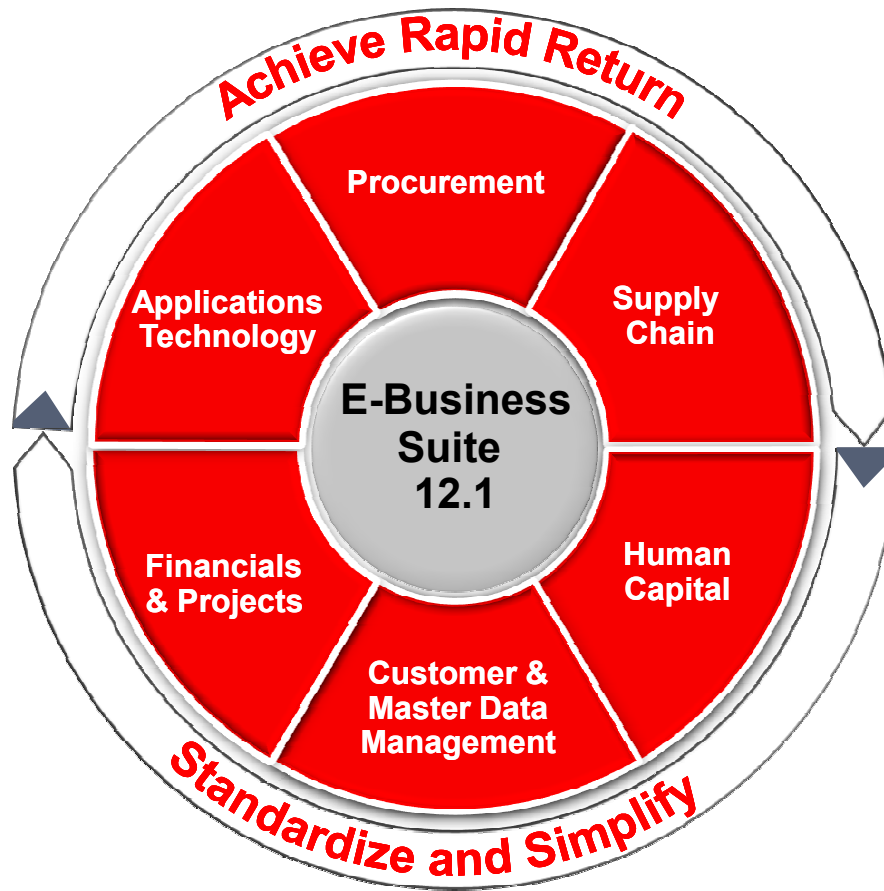 Achieve Rapid Return
Procurement
Applications
Technology
Supply
Chain
E-Business
Suite
12.1
Financials
& Projects
Human
Capital
Customer &
Master Data
Management
Standardize and Simplify